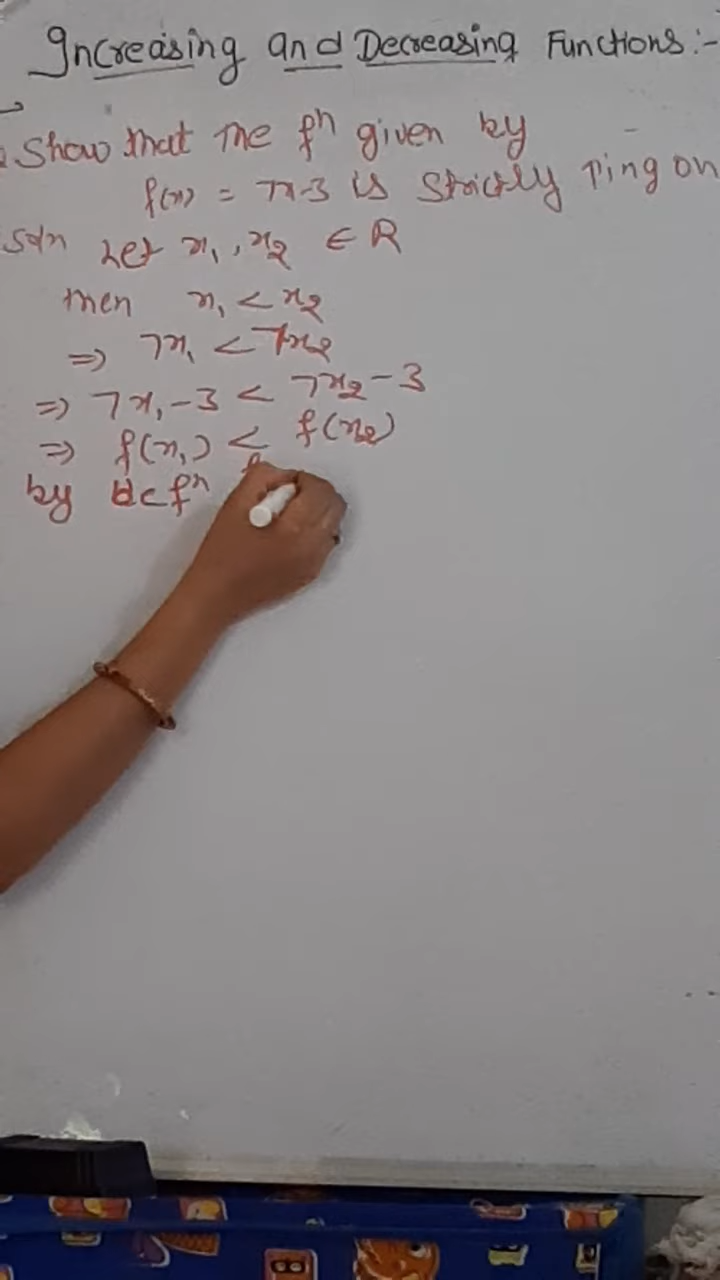 Increasing and Decreasing Functions:-
Show that the fⁿ given by
f(x) = 7x-3 is strictly ↑ing on
Soln Let x₁, x₂ ∈ R
then x₁ < x₂
⇒ 7x₁ < 7x₂
⇒ 7x₁-3 < 7x₂-3
⇒ f(x₁) < f(x₂)
by defⁿ